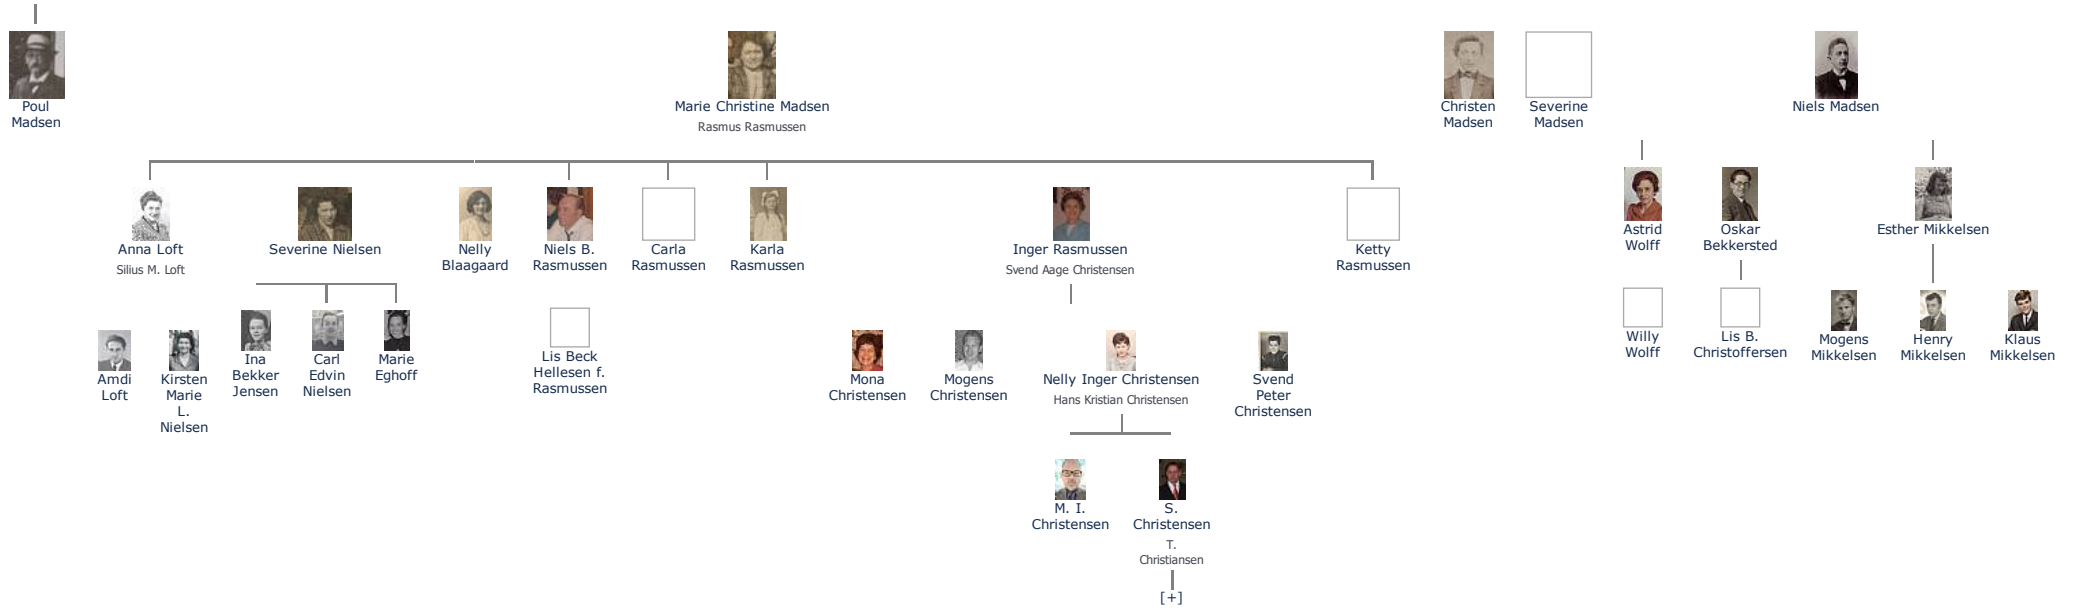 Poul
Madsen
Marie Christine Madsen
Rasmus Rasmussen
Christen
Madsen
Severine
Madsen
Niels Madsen
Anna Loft
Silius M. Loft
Severine Nielsen
Nelly
Blaagaard
Niels B.
Rasmussen
Carla
Rasmussen
Karla
Rasmussen
Inger Rasmussen
Svend Aage Christensen
Ketty
Rasmussen
Astrid
Wolff
Oskar
Bekkersted
Esther Mikkelsen
Amdi
Loft
Kirsten
Marie
L.
Nielsen
Ina
Bekker
Jensen
Carl
Edvin
Nielsen
Marie
Eghoff
Lis Beck
Hellesen f.
Rasmussen
Mona
Christensen
Mogens
Christensen
Nelly Inger Christensen
Hans Kristian Christensen
Svend
Peter
Christensen
Willy
Wolff
Lis B.
Christoffersen
Mogens
Mikkelsen
Henry
Mikkelsen
Klaus
Mikkelsen
M. I.
Christensen
S.
Christensen
T.
Christiansen
[+]